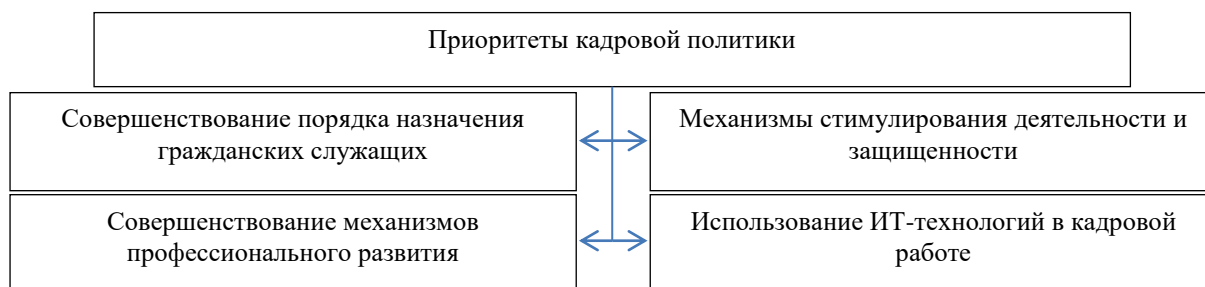 Приоритеты кадровой политики
Совершенствование порядка назначения
гражданских служащих
Механизмы стимулирования деятельности и
защищенности
Совершенствование механизмов
профессионального развития
Использование ИТ-технологий в кадровой
работе